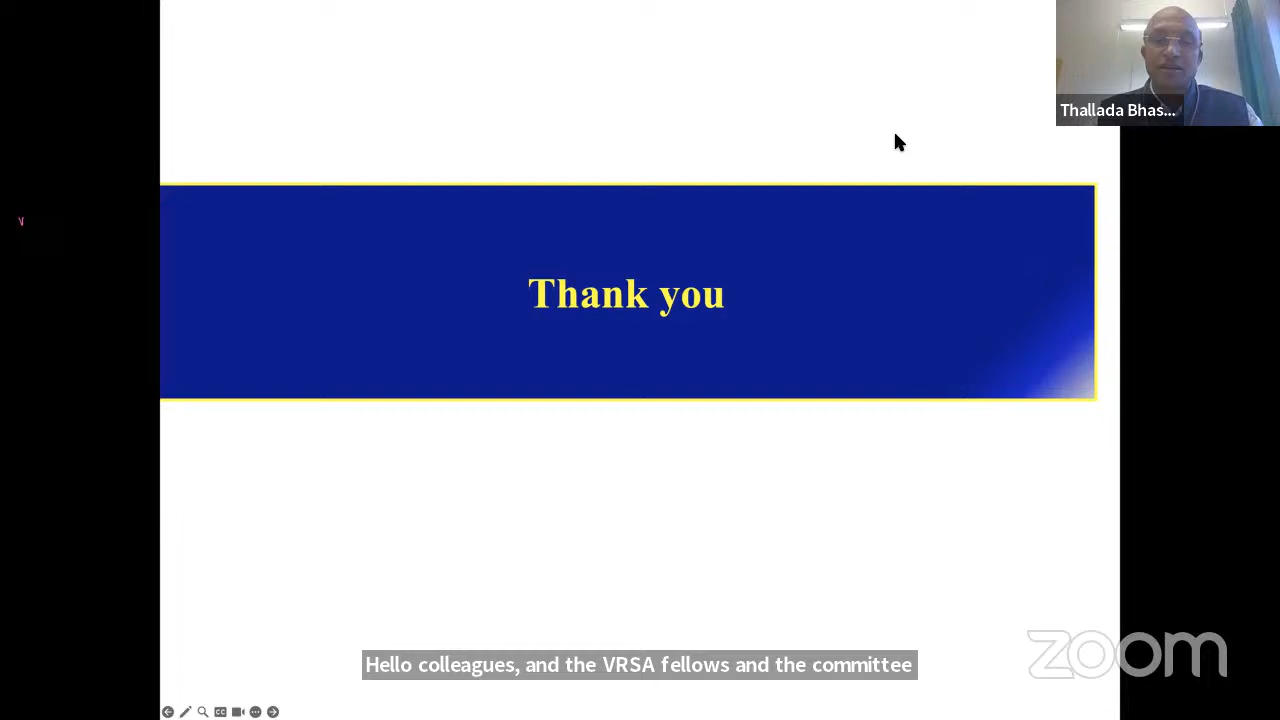 Thallada Bhas...
Thank you
Hello colleagues, and the VRSA fellows and the committee
zoom